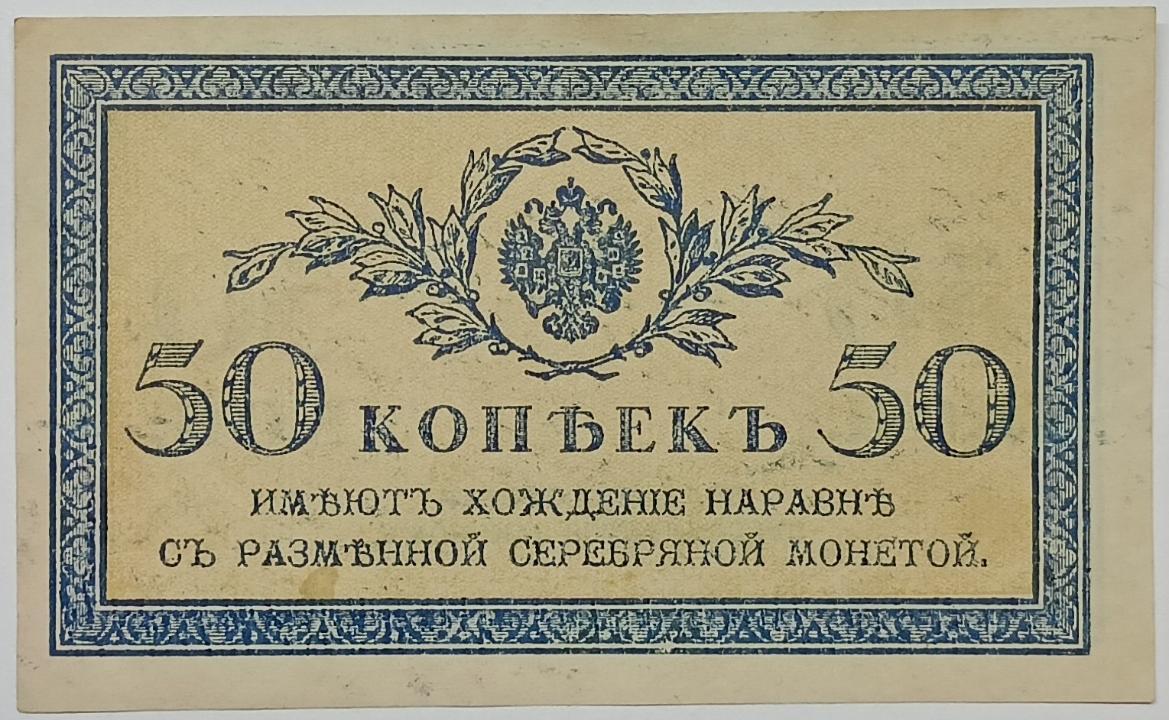 50 КОПѢЕКЪ 50
ИМѢЮТЪ ХОЖДЕНІЕ НАРАВНѢ
СЪ РАЗМѢННОЙ СЕРЕБРЯНОЙ МОНЕТОЙ.